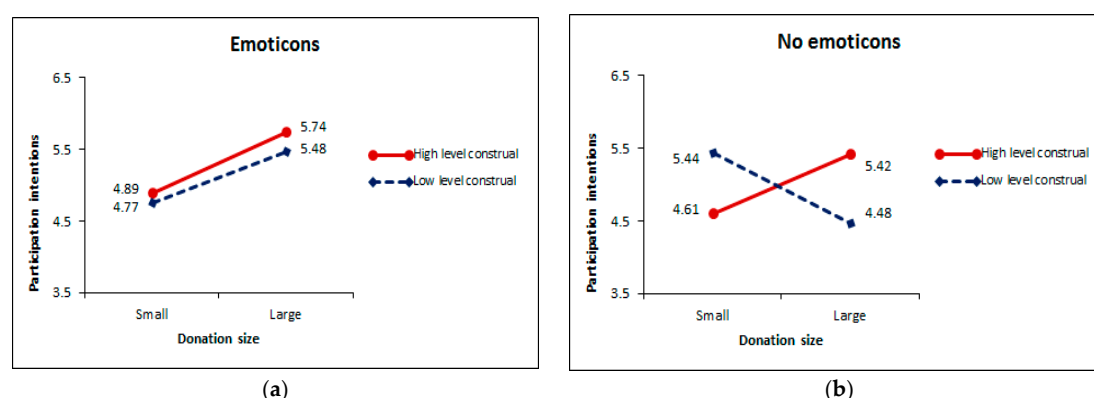 Emoticons
6.5
5.5
4.5
3.5
Participation intentions
4.89
4.77
5.74
5.48
High level construal
Low level construal
Small Large
Donation size
(a)
No emoticons
6.5
5.5
4.5
3.5
Participation intentions
5.44
4.61
5.42
4.48
High level construal
Low level construal
Small Large
Donation size
(b)